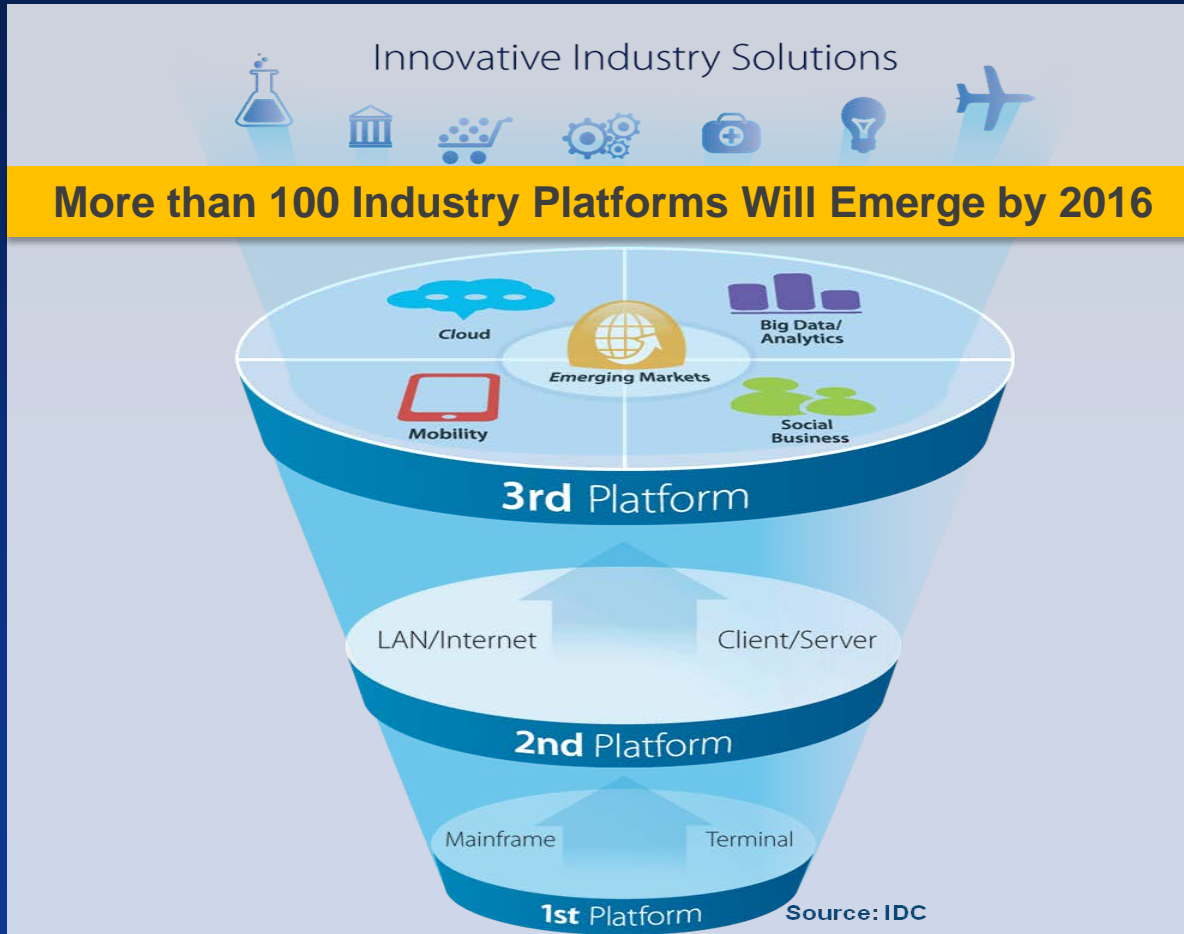 Innovative Industry Solutions
More than 100 Industry Platforms Will Emerge by 2016
Cloud
Big Data/
Analytics
Emerging Markets
Mobility
Social
Business
3rd Platform
LAN/Internet
Client/Server
2nd Platform
Mainframe
Terminal
1st Platform
Source: IDC